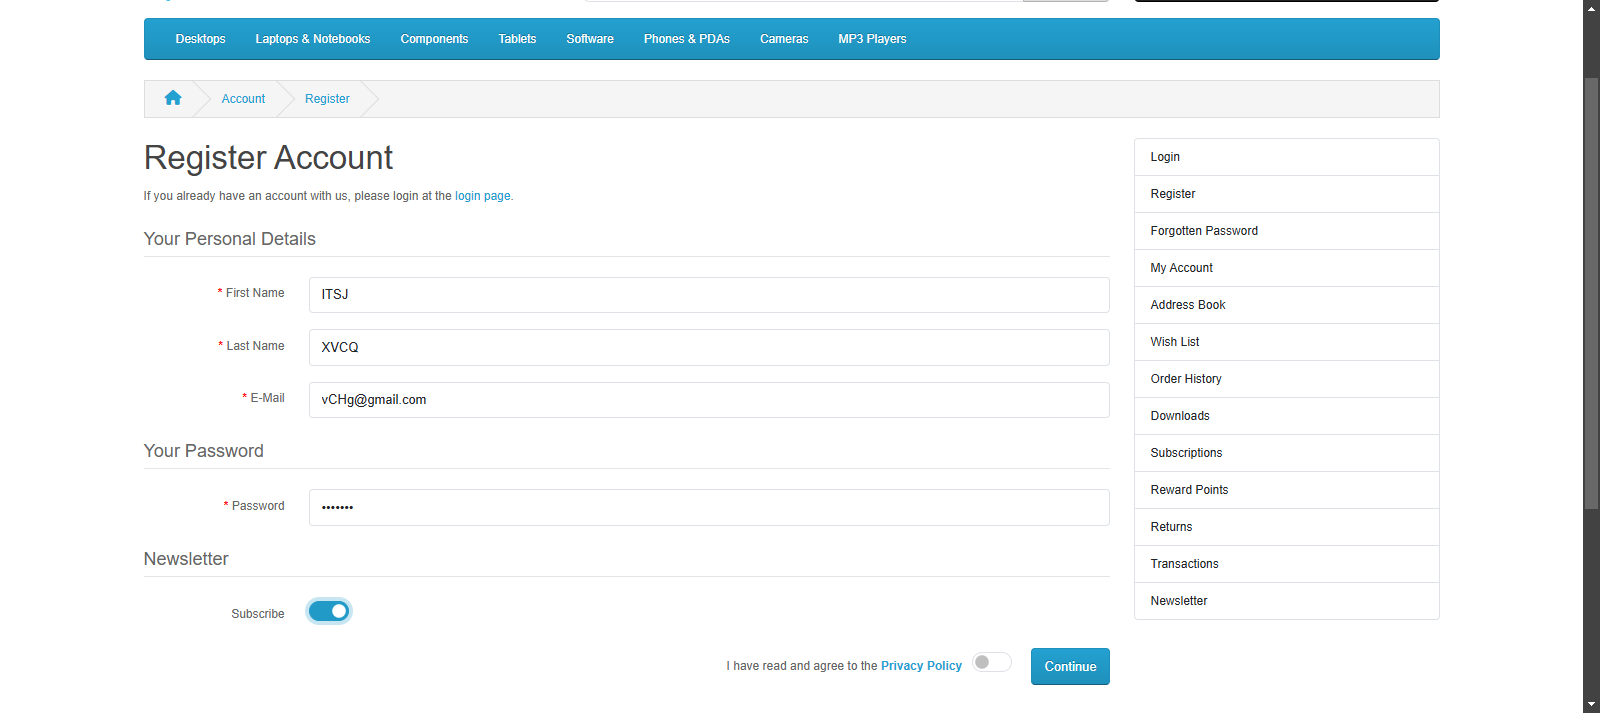 Desktops Laptops & Notebooks Components Tablets Software Phones & PDAs Cameras MP3 Players
Account Register
Register Account
If you already have an account with us, please login at the login page.
Your Personal Details
* First Name ITSJ
* Last Name XVCQ
* E-Mail vCHg@gmail.com
Your Password
* Password •••••••
Newsletter
Subscribe
I have read and agree to the Privacy Policy Continue
Login
Register
Forgotten Password
My Account
Address Book
Wish List
Order History
Downloads
Subscriptions
Reward Points
Returns
Transactions
Newsletter